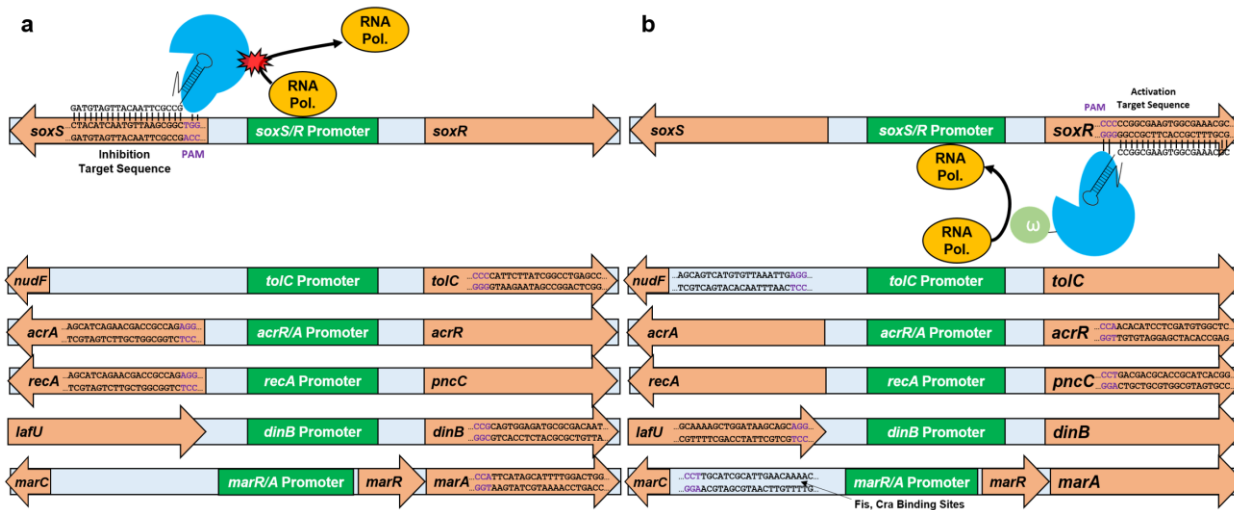 a
RNA
Pol.
RNA
Pol.
GATGTAGTTACAATTCGCCG
soxS
CTACATCAATGTTAAGCGGCTGG...
GATGTAGTTACAATTCGCCGACC...
soxS/R Promoter
soxR
Inhibition
Target Sequence
PAM
nudF
tolC Promoter
tolC
...CCCCATTCTTATCGGCCTGAGCC...
...GGGGTAAGAATAGCCGGACTCGG...
acrA
...AGCATCAGAACGACCGCCAGAGG...
...TCGTAGTCTTGCTGGCGGTCTCC...
acrR/A Promoter
acrR
recA
...AGCATCAGAACGACCGCCAGAGG...
...TCGTAGTCTTGCTGGCGGTCTCC...
recA Promoter
pncC
lafU
dinB Promoter
dinB
...CCGCAGTGGAGATGCGCGACAAT...
...GGCGTCACCTCTACGCGCTGTTA...
marC
marR/A Promoter
marR
marA
...CCATTCATAGCATTTTGGACTGG...
...GGTAAGTATCGTAAAACCTGACC...
b
Activation
Target Sequence
PAM
soxS
soxS/R Promoter
soxR
...CCCCCGGCGAAGTGGCGAAACGC...
...GGGGGCCGCTTCACCGCTTTGCG...
CCGGCGAAGTGGCGAAACGC
RNA
Pol.
RNA
Pol.
ω
nudF
...AGCAGTCATGTGTTAAATTGAGG...
...TCGTCAGTACACAATTTAACTCC...
tolC Promoter
tolC
acrA
acrR/A Promoter
acrR
...CCAACACATCCTCGATGTGGCTC...
...GGTTGTGTAGGAGCTACACCGAG...
recA
recA Promoter
pncC
...CCTGACGACGCACCGCATCACGG...
...GGACTGCTGCGTGGCGTAGTGCC...
lafU
...GCAAAAGCTGGATAAGCAGCAGG...
...CGTTTTCGACCTATTCGTCGTCC...
dinB Promoter
dinB
marC
...CCTTGCATCGCATTGAACAAAAC...
...GGAACGTAGCGTAACTTGTTTTG...
marR/A Promoter
marR
marA
Fis, Cra Binding Sites